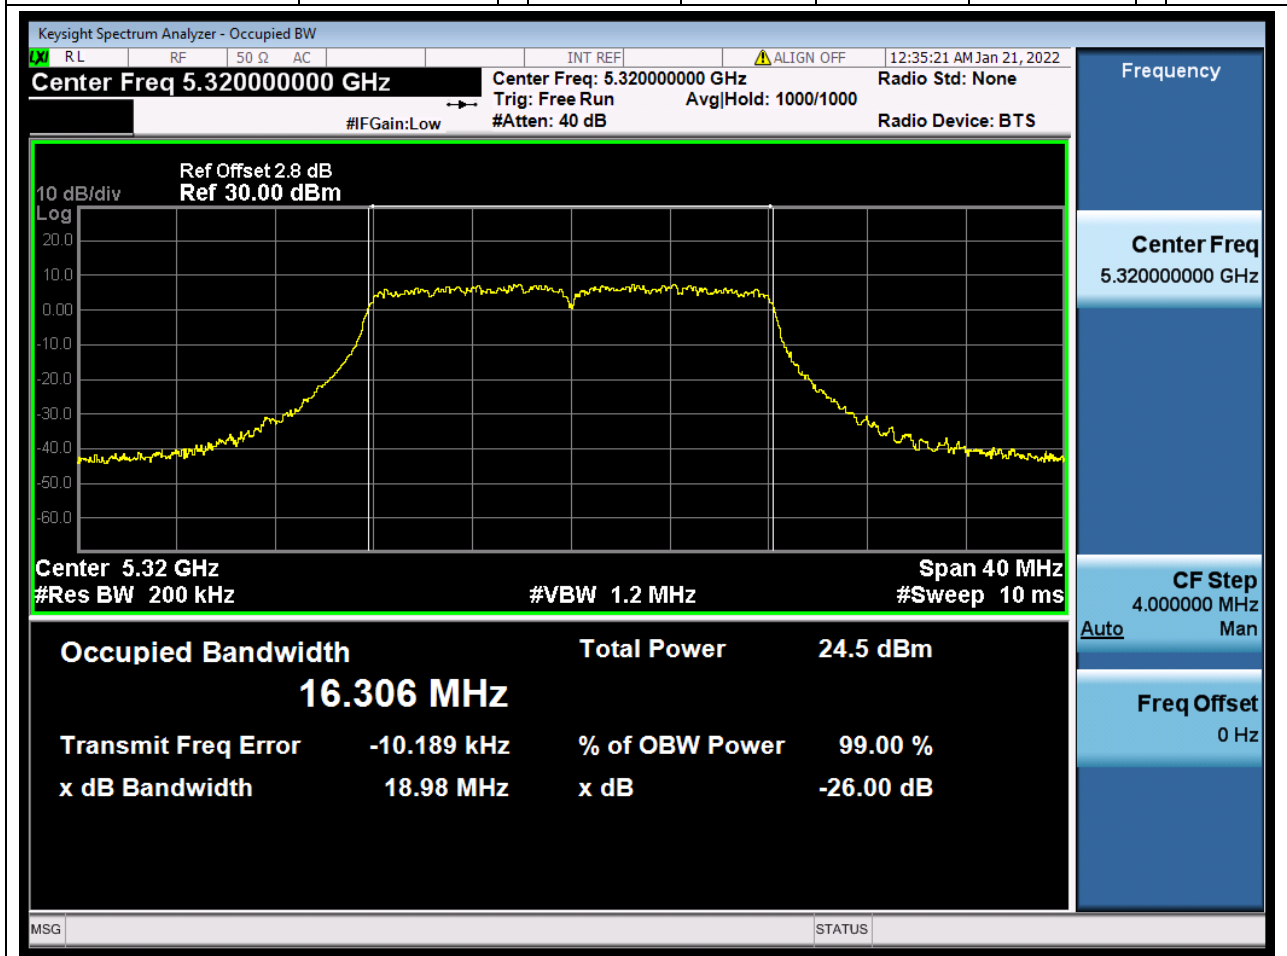 Keysight Spectrum Analyzer - Occupied BW
LXI RL RF 50 Ω AC INT REF ALIGN OFF 12:35:21 AM Jan 21, 2022
Center Freq 5.320000000 GHz
Center Freq: 5.320000000 GHz
Radio Std: None
Trig: Free Run Avg|Hold: 1000/1000
#IFGain:Low
#Atten: 40 dB
Radio Device: BTS
Ref Offset 2.8 dB
10 dB/div Ref 30.00 dBm
Log
20.0
10.0
0.00
-10.0
-20.0
-30.0
-40.0
-50.0
-60.0
Center 5.32 GHz Span 40 MHz
#Res BW 200 kHz #VBW 1.2 MHz #Sweep 10 ms
Occupied Bandwidth Total Power 24.5 dBm
16.306 MHz
Transmit Freq Error -10.189 kHz % of OBW Power 99.00 %
x dB Bandwidth 18.98 MHz x dB -26.00 dB
MSG STATUS
Frequency
Center Freq
5.320000000 GHz
CF Step
4.000000 MHz
Auto Man
Freq Offset
0 Hz